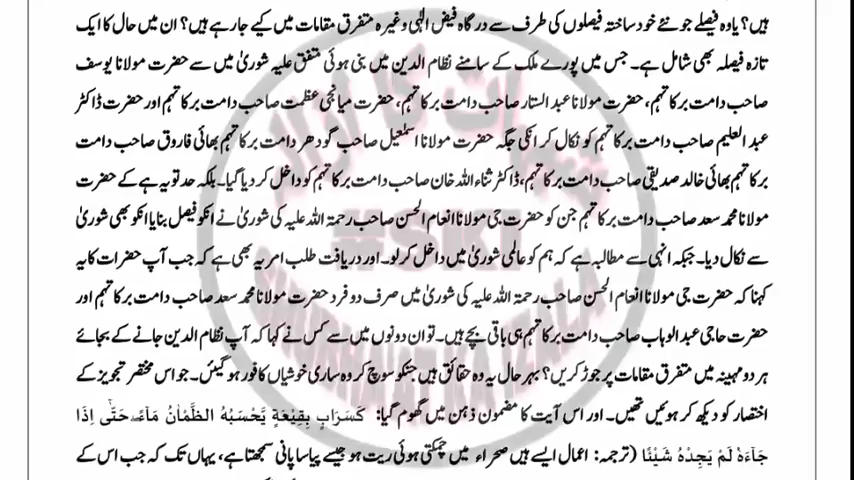 ہیں؟ یا وہ فیصلے جو نئے خود ساختہ فیصلوں کی طرف سے درگاہ فیض الٰہی وغیرہ متفرق مقامات میں کیے جارہے ہیں؟ ان میں حال کا ایک
تازہ فیصلہ بھی شامل ہے۔ جس میں پورے ملک کے سامنے نظام الدین میں بنی ہوئی متفق علیہ شوریٰ میں سے حضرت مولانا یوسف
صاحب دامت برکاتہم، حضرت مولانا عبدالستار صاحب دامت برکاتہم، حضرت میانجی عظمت صاحب دامت برکاتہم اور حضرت ڈاکٹر
عبدالعلیم صاحب دامت برکاتہم کو نکال کر انکی جگہ حضرت مولانا اسمٰعیل صاحب گودھر دامت برکاتہم بھائی فاروق صاحب دامت
برکاتہم بھائی خالد صدیقی صاحب دامت برکاتہم، ڈاکٹر ثناء اللہ خان صاحب دامت برکاتہم کو داخل کر دیا گیا۔ بلکہ حد تو یہ ہے کے حضرت
مولانا محمد سعد صاحب دامت برکاتہم جن کو حضرت جی مولانا انعام الحسن صاحب رحمۃ اللہ علیہ کی شوریٰ نے انکو فیصل بنایا انکو بھی شوریٰ
سے نکال دیا۔ جبکہ انہی سے مطالبہ ہے کہ ہم کو عالمی شوریٰ میں داخل کرلو۔ اور دریافت طلب امر یہ بھی ہے کہ جب آپ حضرات کا یہ
کہنا کہ حضرت جی مولانا انعام الحسن صاحب رحمۃ اللہ علیہ کی شوریٰ میں صرف دو فرد حضرت مولانا محمد سعد صاحب دامت برکاتہم اور
حضرت حاجی عبدالوہاب صاحب دامت برکاتہم ہی باقی بچے ہیں۔ تو ان دونوں میں سے کس نے کہا کہ آپ نظام الدین جانے کے بجائے
ہر دو مہینہ میں متفرق مقامات پر جوڑ کریں؟ بہر حال یہ وہ حقائق ہیں جنکو سوچ کر وہ ساری خوشیاں کافور ہو گئیں۔ جو اس مختصر تجویز کے
اختصار کو دیکھ کر ہوئیں تھیں۔ اور اس آیت کا مضمون ذہن میں گھوم گیا: كَسَرَابٍ بِقِيعَةٍ يَّحْسَبُهُ الظَّمْاٰنُ مَآءً حَتّٰى اِذَا
جَآءَهٗ لَمْ يَجِدْهُ شَيْئًا (ترجمہ: اعمال ایسے ہیں صحراء میں چمکتی ہوئی ریت ہو جیسے پیاسا پانی سمجھتا ہے، یہاں تک کہ جب اس کے